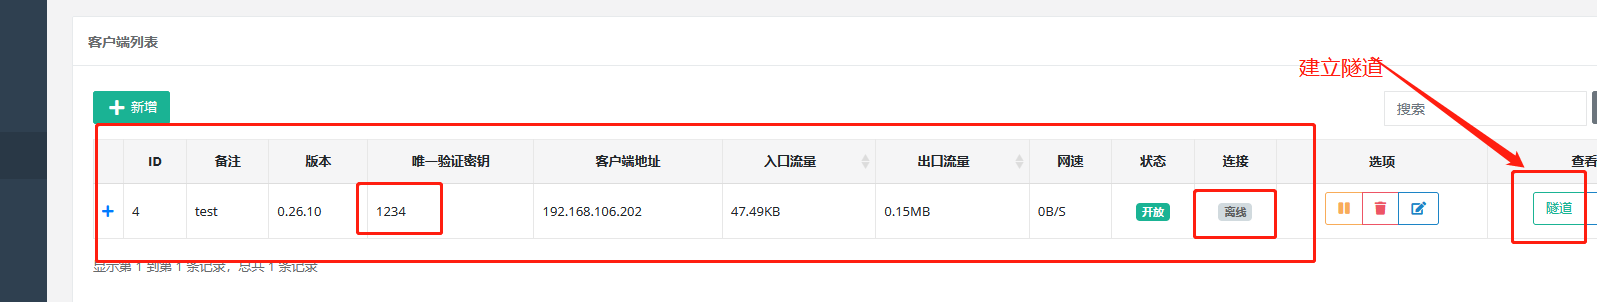 客户端列表
建立隧道
新增
搜索
ID 备注 版本 唯一验证密钥 客户端地址 入口流量 出口流量 网速 状态 连接 选项 查看
4 test 0.26.10 1234 192.168.106.202 47.49KB 0.15MB 0B/S 开放 离线 隧道
显示第 1 到第 1 条记录，总共 1 条记录